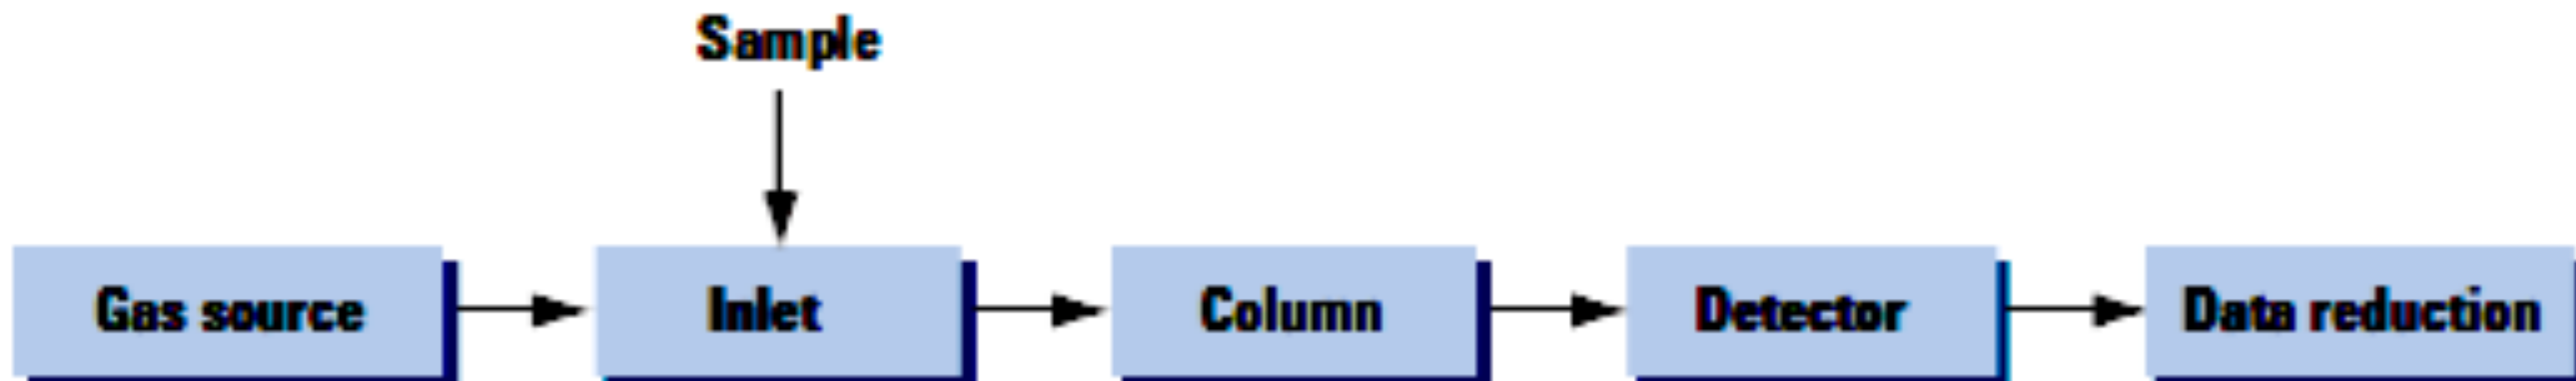 Sample
Gas source
Inlet
Column
Detector
Data reduction